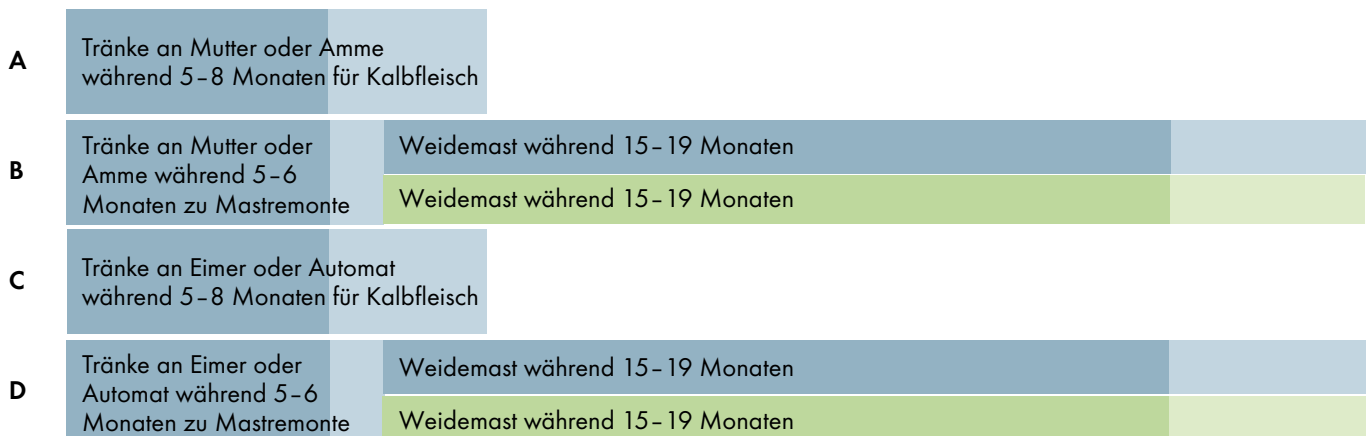 A
Tränke an Mutter oder Amme
während 5–8 Monaten für Kalbfleisch
B
Tränke an Mutter oder
Amme während 5–6
Monaten zu Mastremonte
Weidemast während 15–19 Monaten
Weidemast während 15–19 Monaten
C
Tränke an Eimer oder Automat
während 5–8 Monaten für Kalbfleisch
D
Tränke an Eimer oder
Automat während 5–6
Monaten zu Mastremonte
Weidemast während 15–19 Monaten
Weidemast während 15–19 Monaten